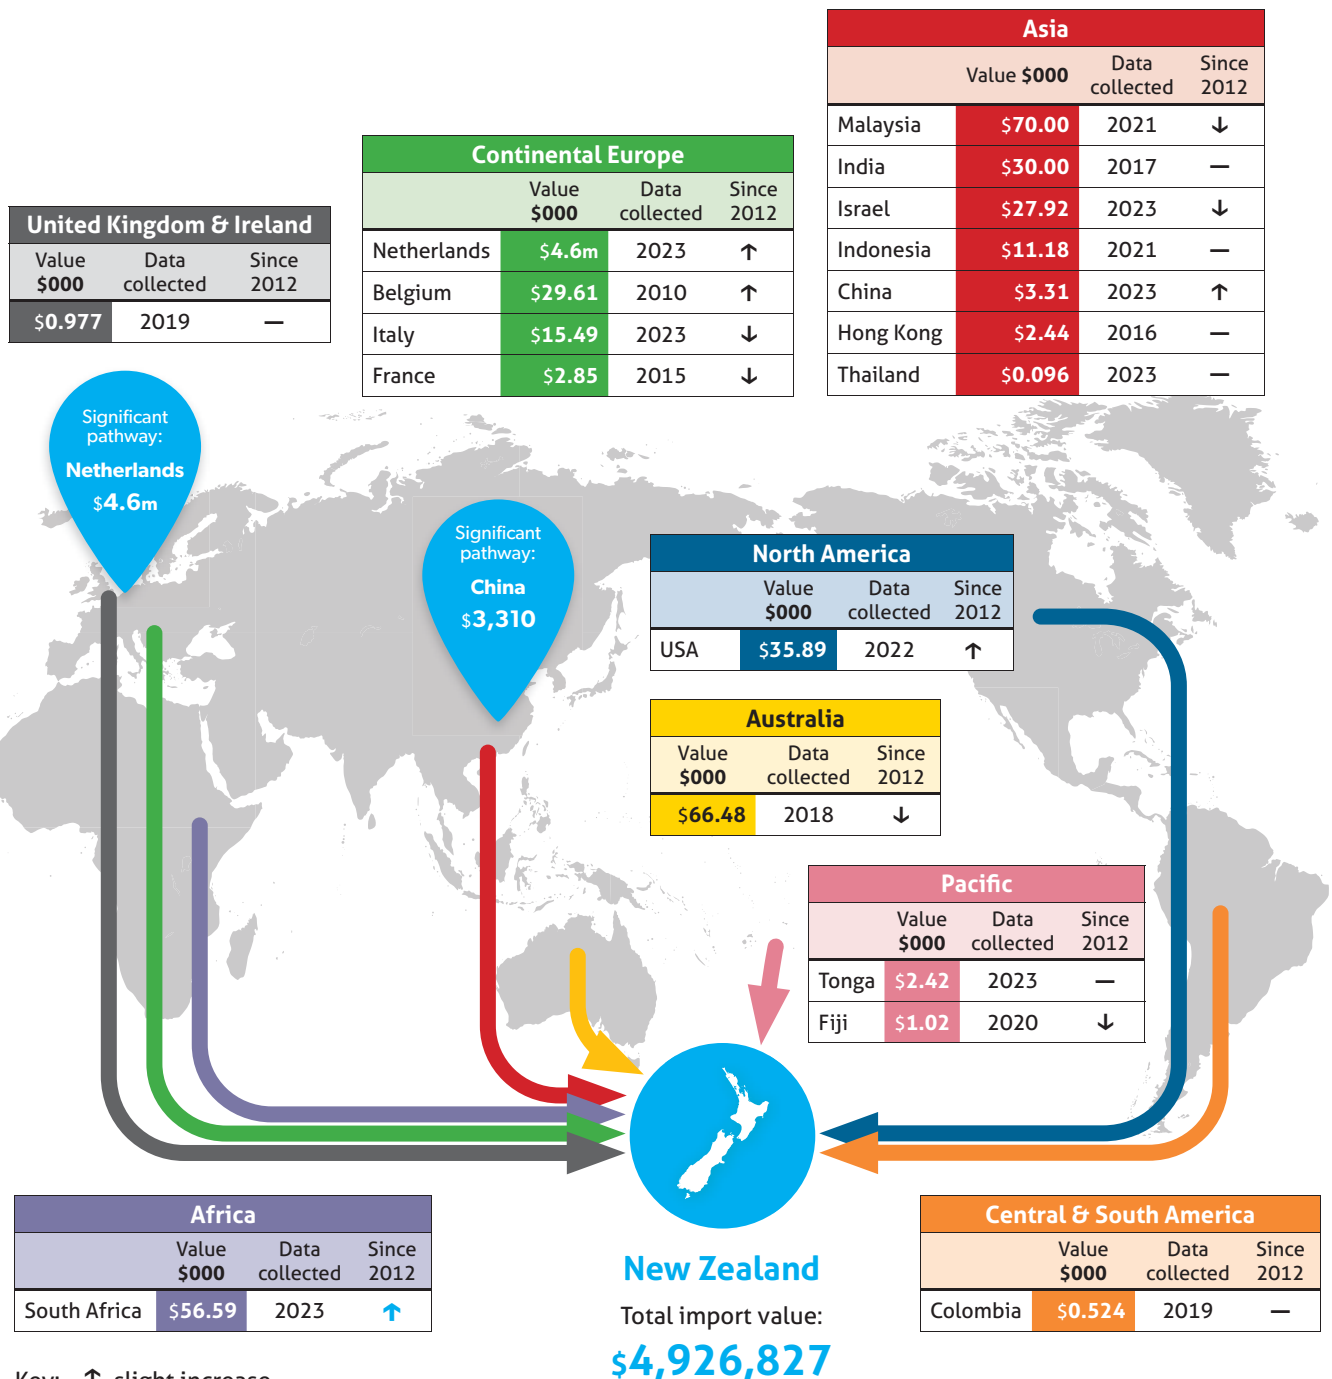 Asia
Value $000 Data collected Since 2012
Malaysia $70.00 2021 ↓
India $30.00 2017 —
Israel $27.92 2023 ↓
Indonesia $11.18 2021 —
China $3.31 2023 ↑
Hong Kong $2.44 2016 —
Thailand $0.096 2023 —
Continental Europe
Value $000 Data collected Since 2012
Netherlands $4.6m 2023 ↑
Belgium $29.61 2010 ↑
Italy $15.49 2023 ↓
France $2.85 2015 ↓
United Kingdom & Ireland
Value $000 Data collected Since 2012
$0.977 2019 —
Significant
pathway:
Netherlands
$4.6m
Significant
pathway:
China
$3,310
North America
Value $000 Data collected Since 2012
USA $35.89 2022 ↑
Australia
Value $000 Data collected Since 2012
$66.48 2018 ↓
Pacific
Value $000 Data collected Since 2012
Tonga $2.42 2023 —
Fiji $1.02 2020 ↓
Africa
Value $000 Data collected Since 2012
South Africa $56.59 2023 ↑
New Zealand
Total import value:
$4,926,827
Central & South America
Value $000 Data collected Since 2012
Colombia $0.524 2019 —
Key: ↑ slight increase